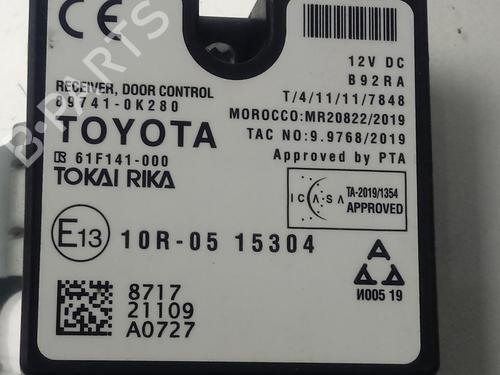 CE
12V DC
B92RA
RECEIVER, DOOR CONTROL
89741-0K280
T/4/11/11/7848
MOROCCO:MR20822/2019
TOYOTA
TAC NO:9.9768/2019
61F141-000
Approved by PTA
TOKAI RIKA
ICASA
TA-2019/1354
APPROVED
E13
10R-05 15304
8717
21109
A0727
И005 19
B-PARTS